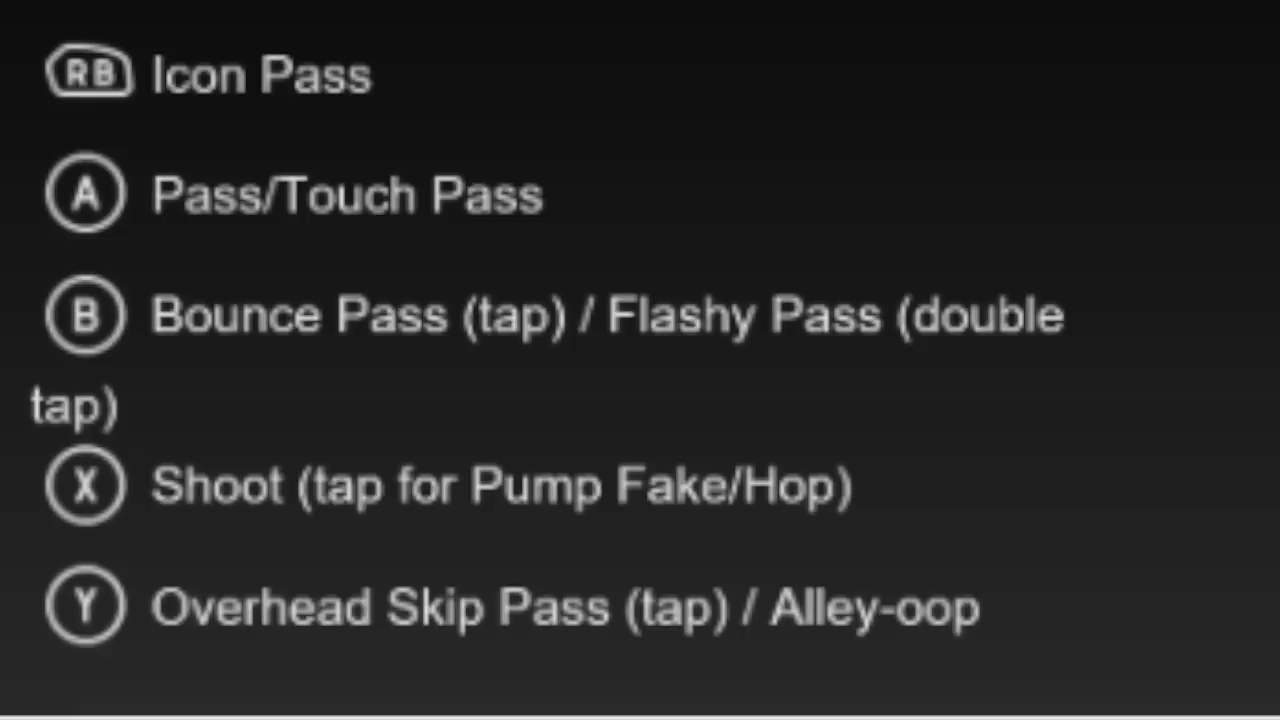 RB Icon Pass
A Pass/Touch Pass
B Bounce Pass (tap) / Flashy Pass (double
tap)
X Shoot (tap for Pump Fake/Hop)
Y Overhead Skip Pass (tap) / Alley-oop